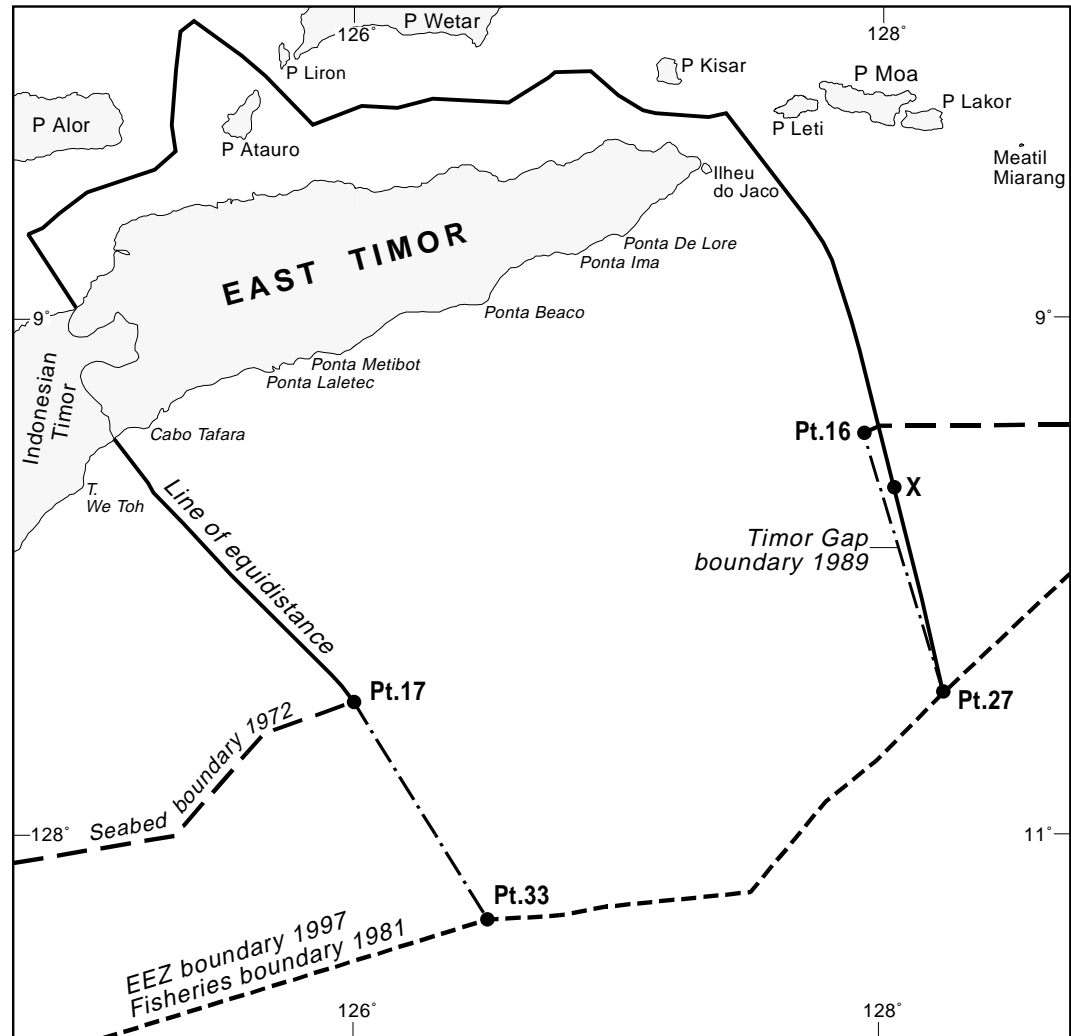 126°
P Wetar
128°
P Liron
P Kisar
P Moa
P Lakor
P Alor
P Atauro
P Leti
Meatil
Miarang
Ilheu
do Jaco
EAST TIMOR
Ponta De Lore
Ponta Ima
Ponta Beaco
9°
9°
Indonesian
Timor
Ponta Metibot
Ponta Laletec
Cabo Tafara
T.
We Toh
Line of equidistance
Pt.16
X
Timor Gap
boundary 1989
Pt.17
Pt.27
Seabed boundary 1972
128°
11°
Pt.33
EEZ boundary 1997
Fisheries boundary 1981
126°
128°